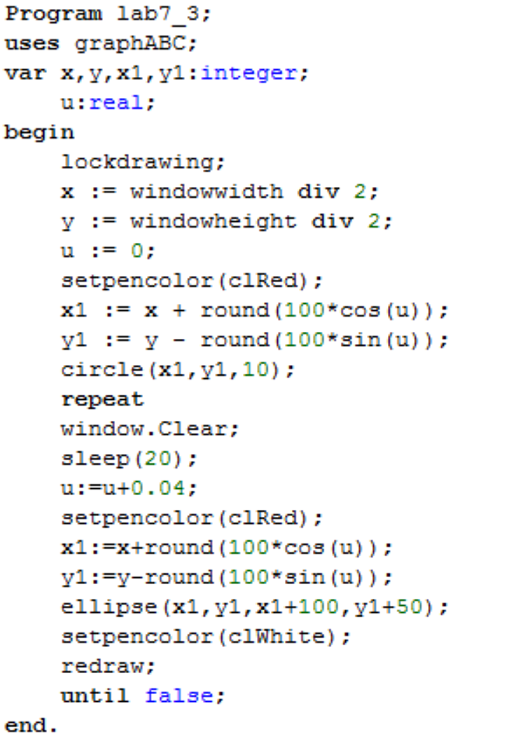 Program lab7_3;
uses graphABC;
var x,y,x1,y1:integer;
    u:real;
begin
    lockdrawing;
    x := windowwidth div 2;
    y := windowheight div 2;
    u := 0;
    setpencolor(clRed);
    x1 := x + round(100*cos(u));
    y1 := y - round(100*sin(u));
    circle(x1,y1,10);
    repeat
    window.Clear;
    sleep(20);
    u:=u+0.04;
    setpencolor(clRed);
    x1:=x+round(100*cos(u));
    y1:=y-round(100*sin(u));
    ellipse(x1,y1,x1+100,y1+50);
    setpencolor(clWhite);
    redraw;
    until false;
end.